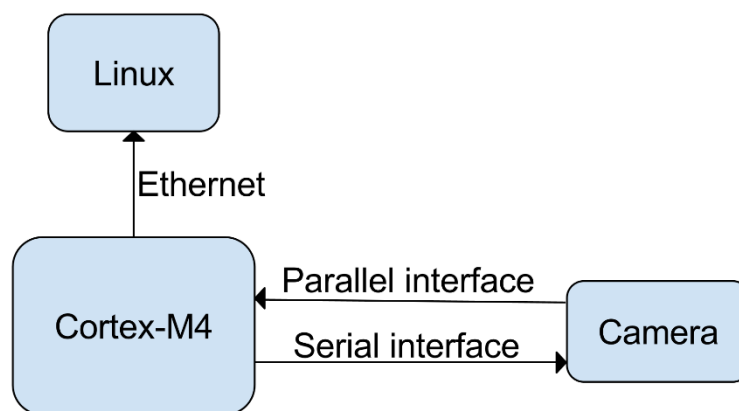 Linux
Ethernet
Parallel interface
Cortex-M4
Serial interface
Camera